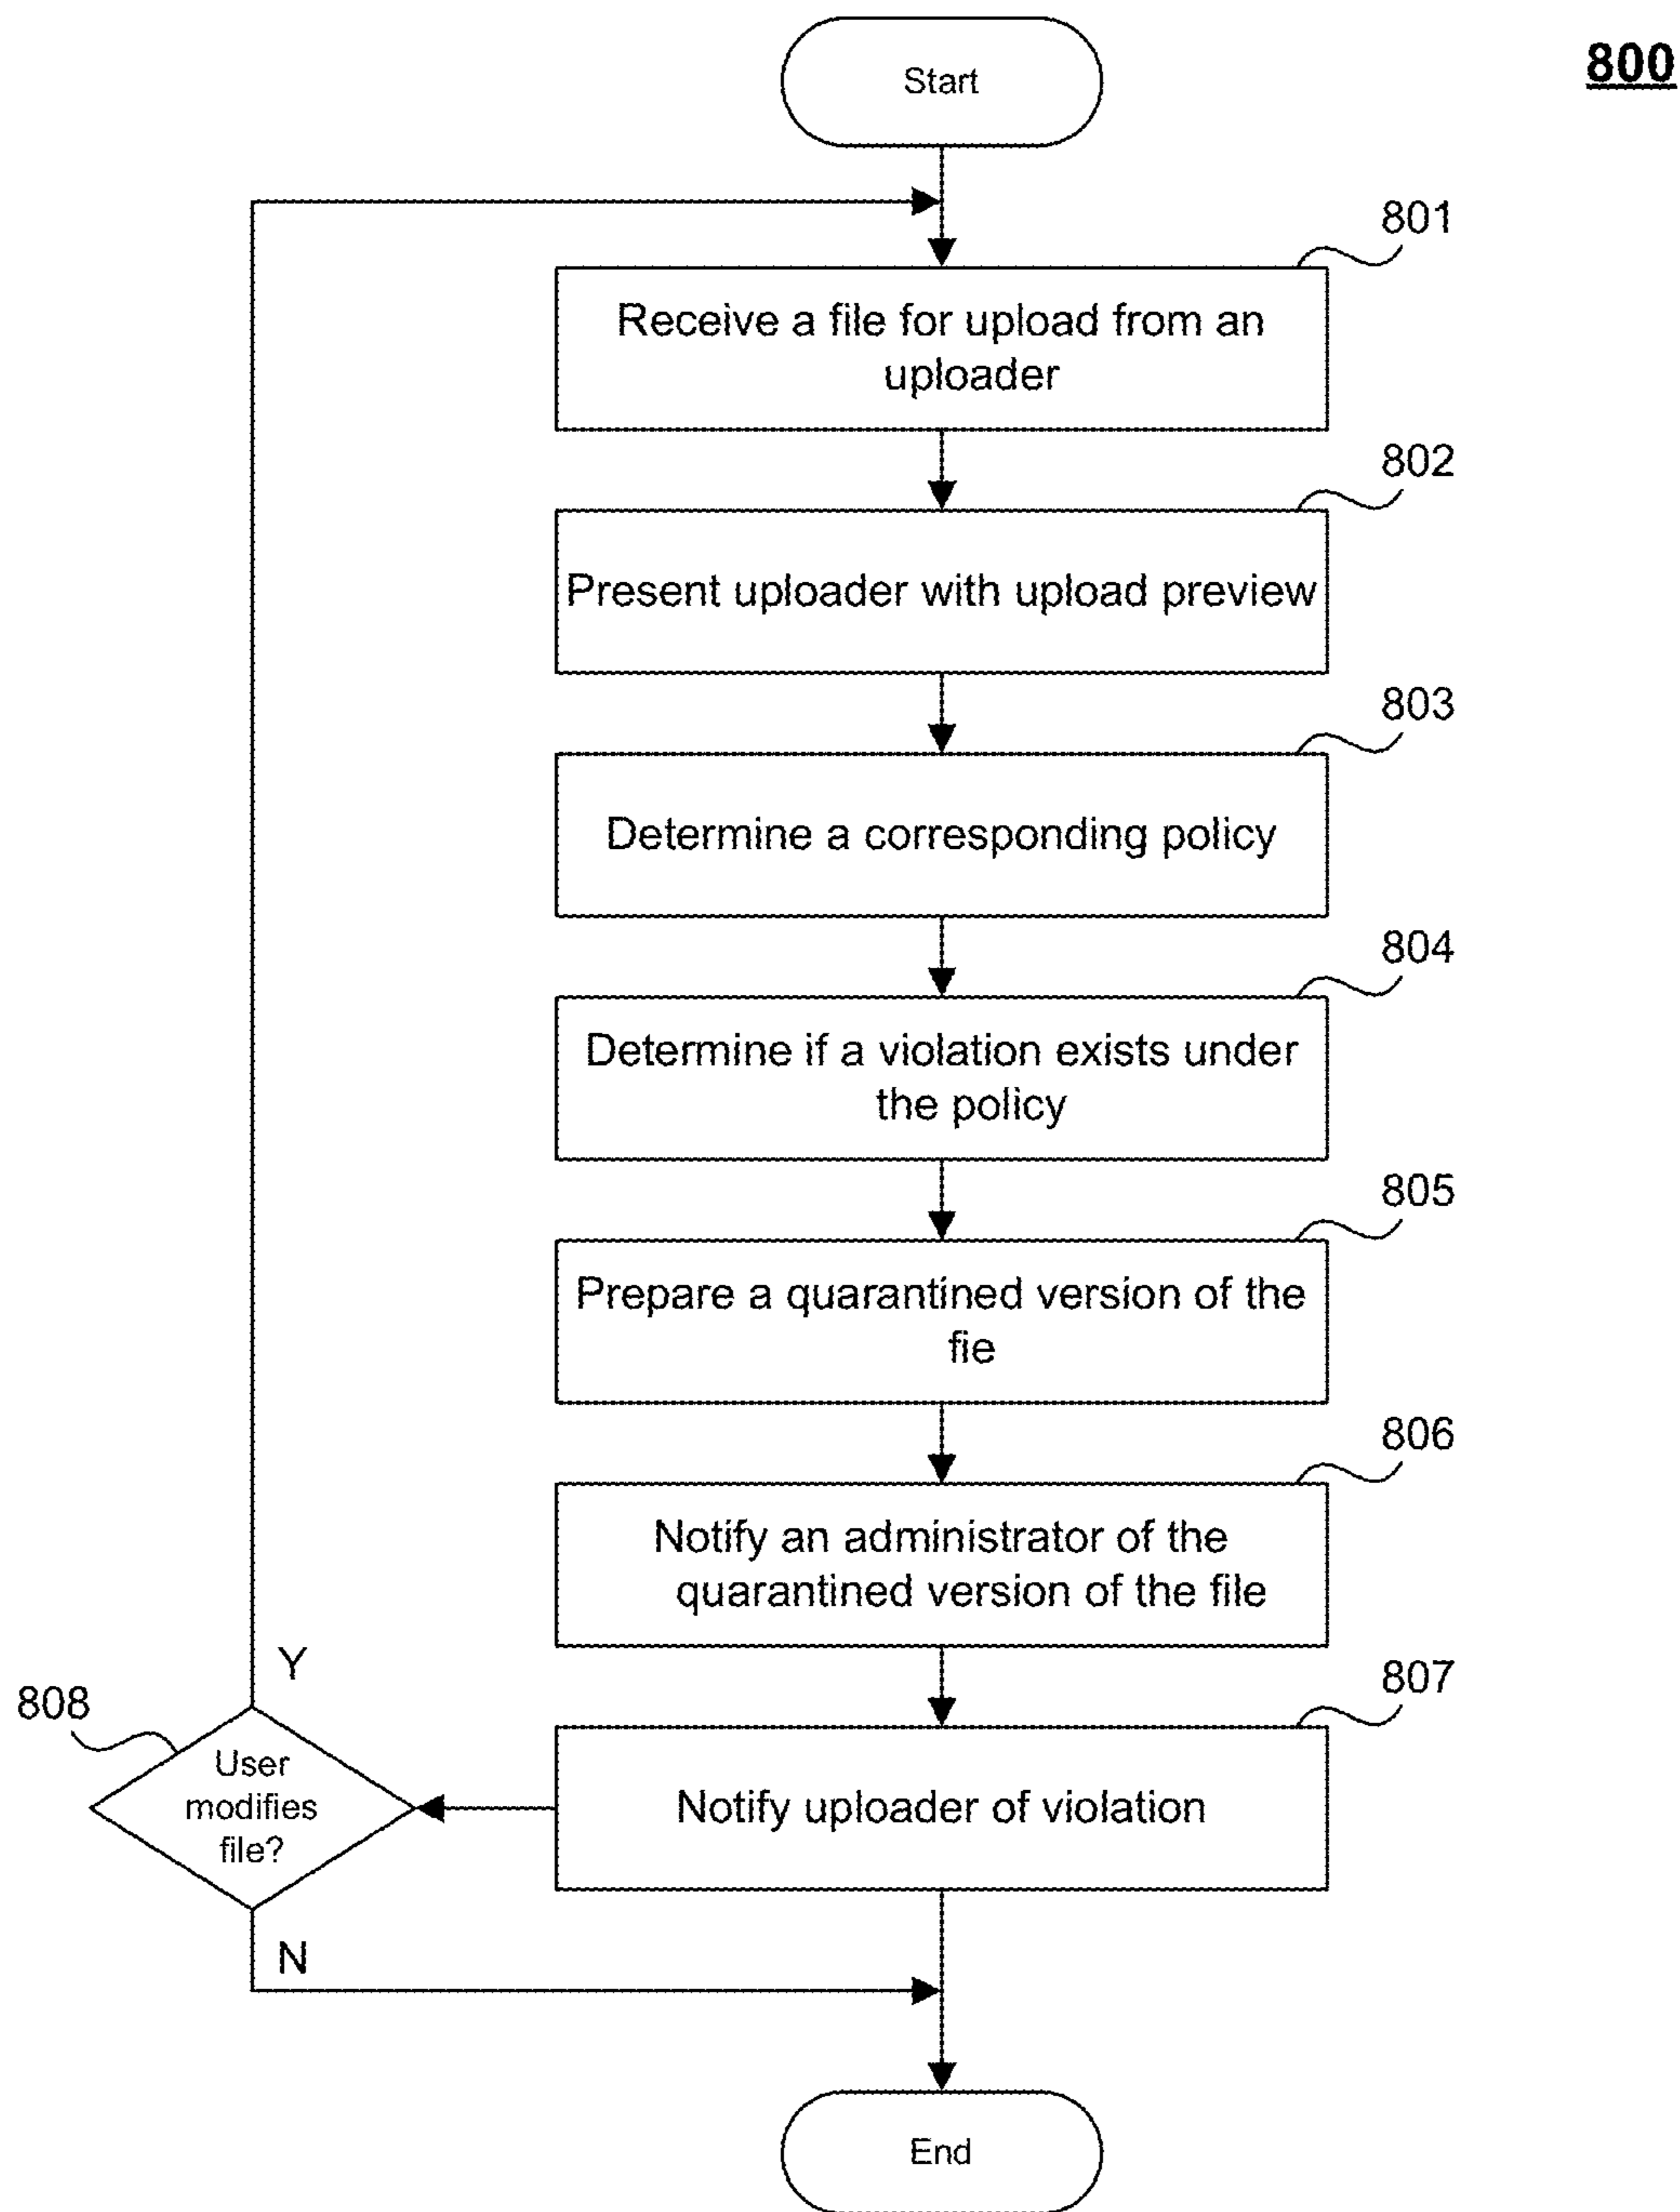 800
Start
801
Receive a file for upload from an
uploader
802
Present uploader with upload preview
803
Determine a corresponding policy
804
Determine if a violation exists under
the policy
805
Prepare a quarantined version of the
fie
806
Notify an administrator of the
quarantined version of the file
807
Notify uploader of violation
808
Y
User
modifies
file?
N
End